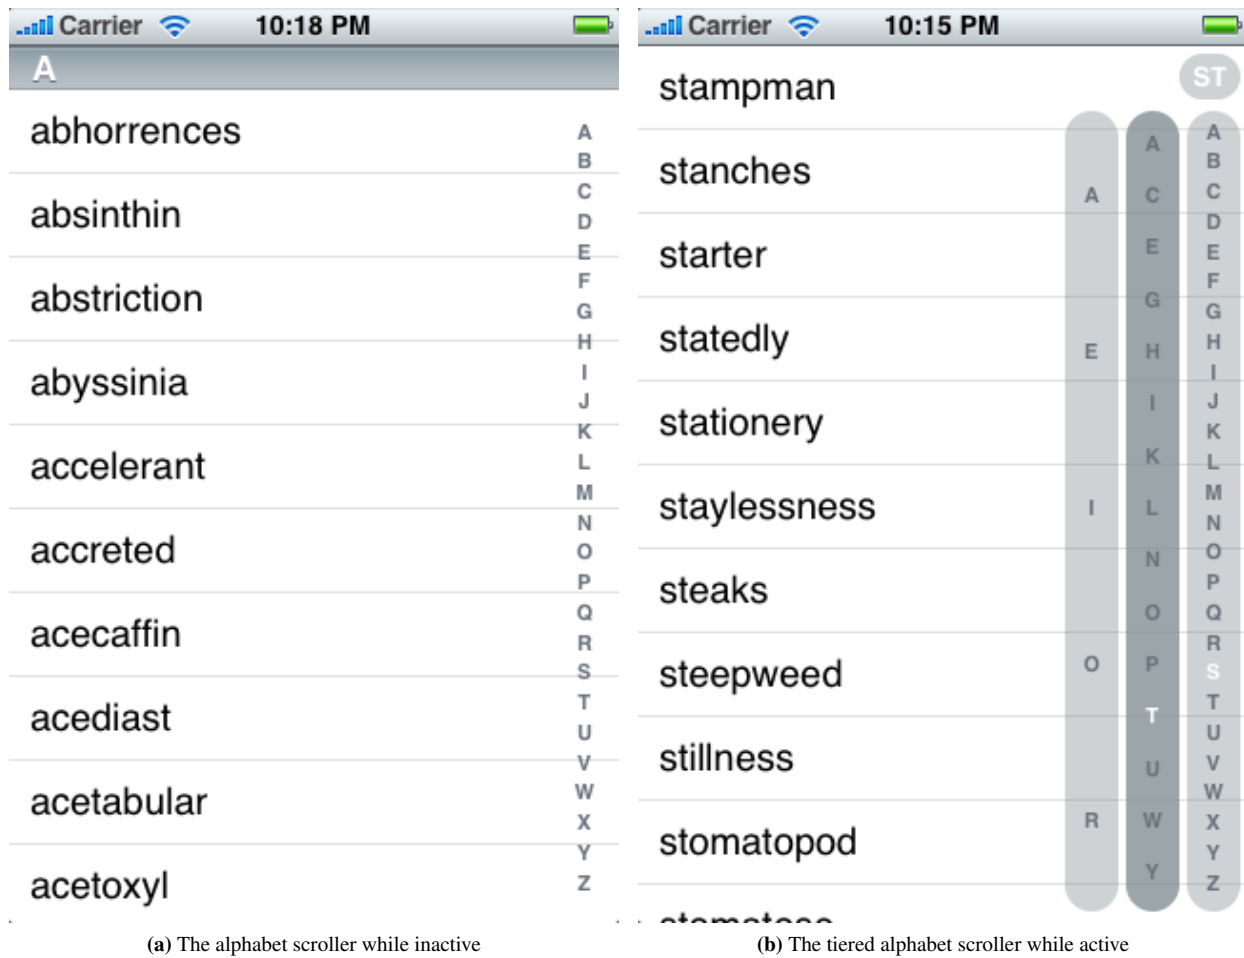 Carrier 10:18 PM
A
abhorrences
absinthin
abstriction
abyssinia
accelerant
accreted
acecaffin
acediast
acetabular
acetoxyl
A
B
C
D
E
F
G
H
I
J
K
L
M
N
O
P
Q
R
S
T
U
V
W
X
Y
Z
(a) The alphabet scroller while inactive
Carrier 10:15 PM
ST
stampman
stanches
starter
statedly
stationery
staylessness
steaks
steepweed
stillness
stomatopod
stomatose
A
E
I
O
R
A
C
E
G
H
I
K
L
N
O
P
T
U
W
Y
A
B
C
D
E
F
G
H
I
J
K
L
M
N
O
P
Q
R
S
T
U
V
W
X
Y
Z
(b) The tiered alphabet scroller while active